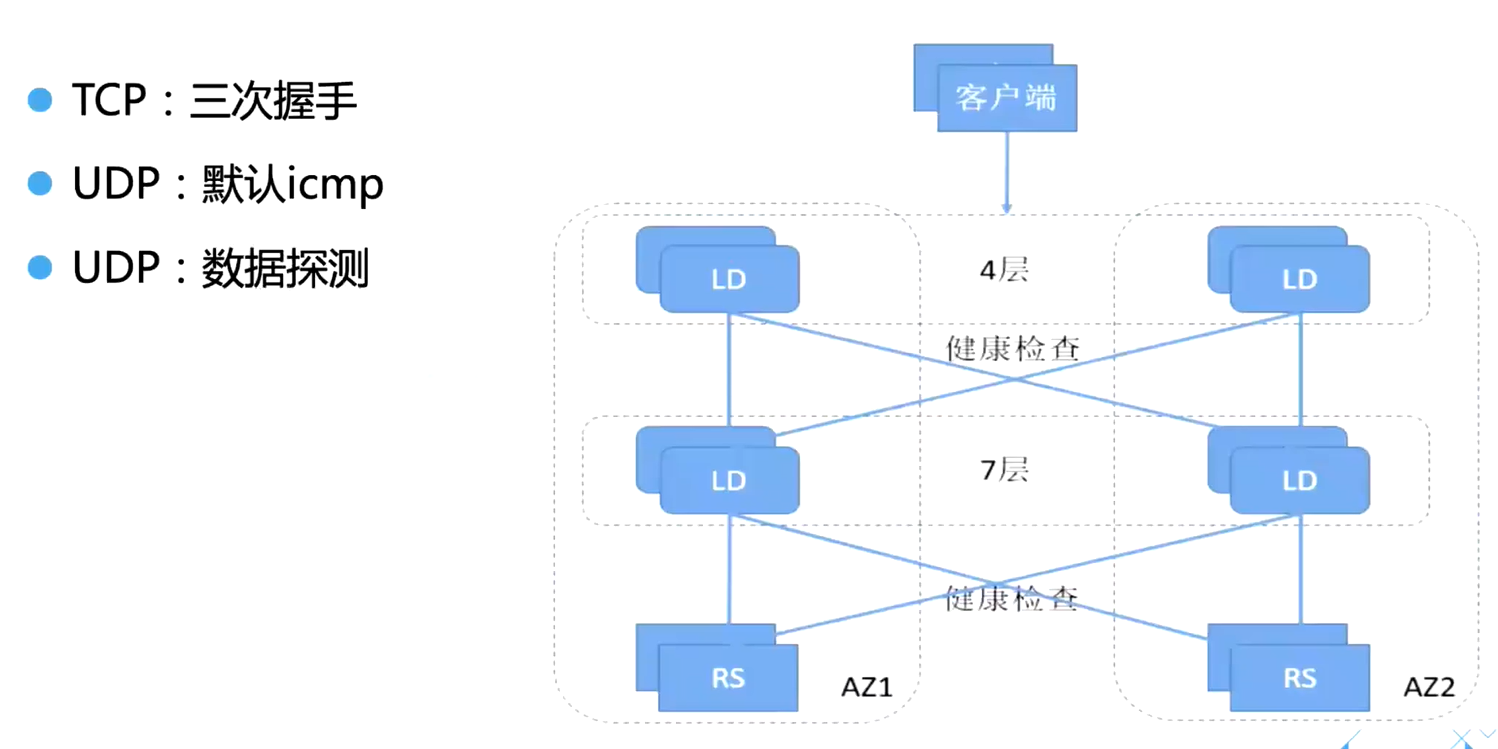 TCP：三次握手
UDP：默认icmp
UDP：数据探测
客户端
LD
4层
LD
健康检查
LD
7层
LD
健康检查
RS
AZ1
RS
AZ2